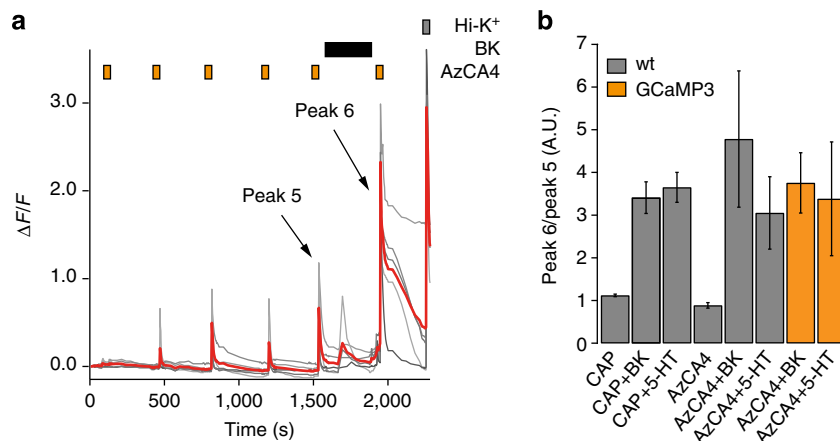 a
Hi-K+
BK
AzCA4
3.0
2.0
1.0
0.0
ΔF/F
Peak 5
Peak 6
0
500
1,000
1,500
2,000
Time (s)
b
7
6
5
4
3
2
1
0
Peak 6/peak 5 (A.U.)
wt
GCaMP3
CAP
CAP+BK
CAP+5-HT
AzCA4
AzCA4+BK
AzCA4+5-HT
AzCA4+BK
AzCA4+5-HT